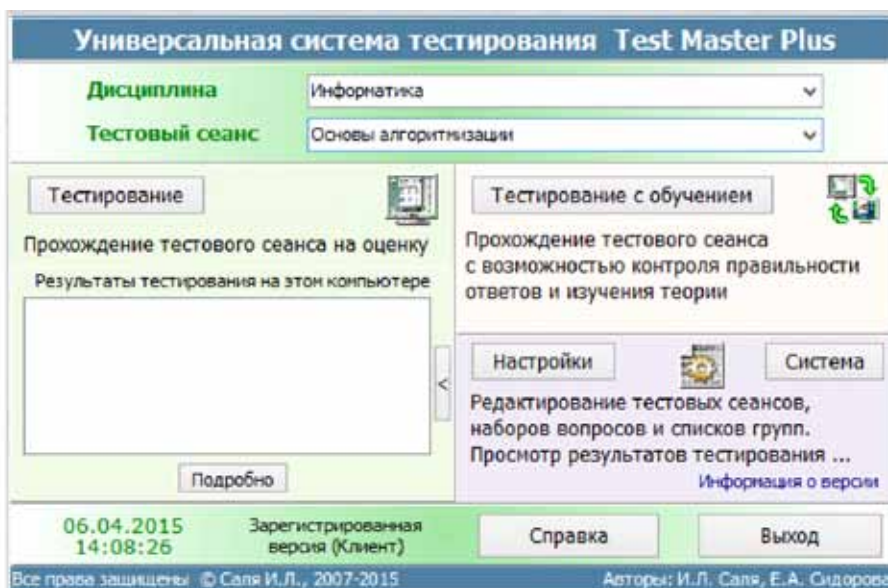 Универсальная система тестирования Test Master Plus
Дисциплина
Информатика
Тестовый сеанс
Основы алгоритмизации
Тестирование
Прохождение тестового сеанса на оценку
Результаты тестирования на этом компьютере
<
Подробно
Тестирование с обучением
Прохождение тестового сеанса
с возможностью контроля правильности
ответов и изучения теории
Настройки
Система
Редактирование тестовых сеансов,
наборов вопросов и списков групп.
Просмотр результатов тестирования ...
Информация о версии
06.04.2015
14:08:26
Зарегистрированная
версия (Клиент)
Справка
Выход
Все права защищены © Саля И.Л., 2007-2015
Авторы: И.Л. Саля, Е.А. Сидорова